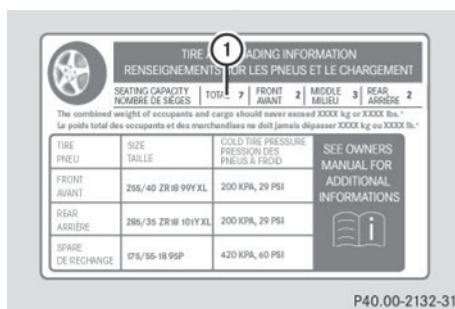 1
TIRE AND LOADING INFORMATION
RENSEIGNEMENTS SUR LES PNEUS ET LE CHARGEMENT
SEATING CAPACITY TOTAL 7 FRONT 2 MIDDLE 3 REAR 2
NOMBRE DE SIÈGES AVANT MILIEU ARRIÈRE
The combined weight of occupants and cargo should never exceed XXXX kg or XXXX lbs."
Le poids total des occupants et des marchandises ne doit jamais dépasser XXXX kg ou XXXX lb."
TIRE SIZE COLD TIRE PRESSURE SEE OWNERS
PNEU TAILLE PRESSION DES MANUAL FOR
PNEUS À FROID ADDITIONAL
INFORMATIONS
FRONT
AVANT 255/40 ZR18 99Y XL 200 KPA, 29 PSI
REAR
ARRIÈRE 285/35 ZR18 101Y XL 200 KPA, 29 PSI
SPARE
DE RECHANGE 175/55-18 95P 420 KPA, 60 PSI
i
P40.00-2132-31